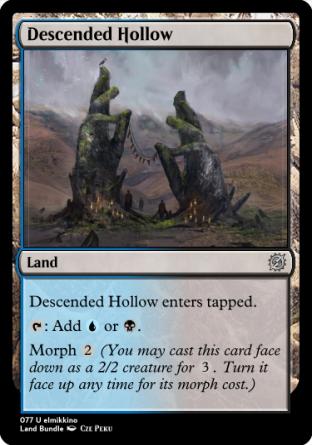 Descended Hollow
Land
Descended Hollow enters tapped.
: Add or .
Morph 2 (You may cast this card face
down as a 2/2 creature for 3 . Turn it
face up any time for its morph cost.)
077 U elmikkino
Land Bundle Cze Peku